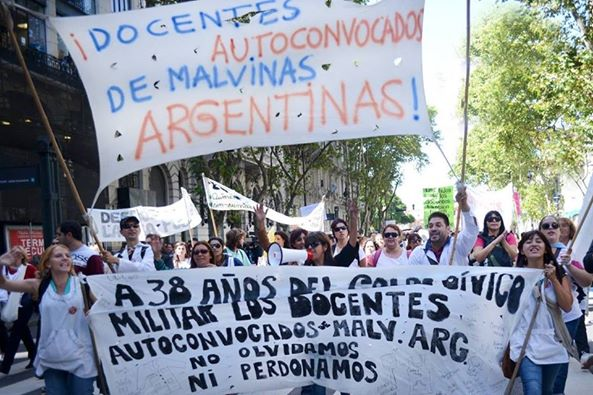 ¡DOCENTES
AUTOCONVOCADOS
DE MALVINAS
ARGENTINAS!
A 38 AÑOS DEL GOLPE CÍVICO
MILITAR LOS DOCENTES
AUTOCONVOCADOS MALV. ARG
NO OLVIDAMOS
NI PERDONAMOS